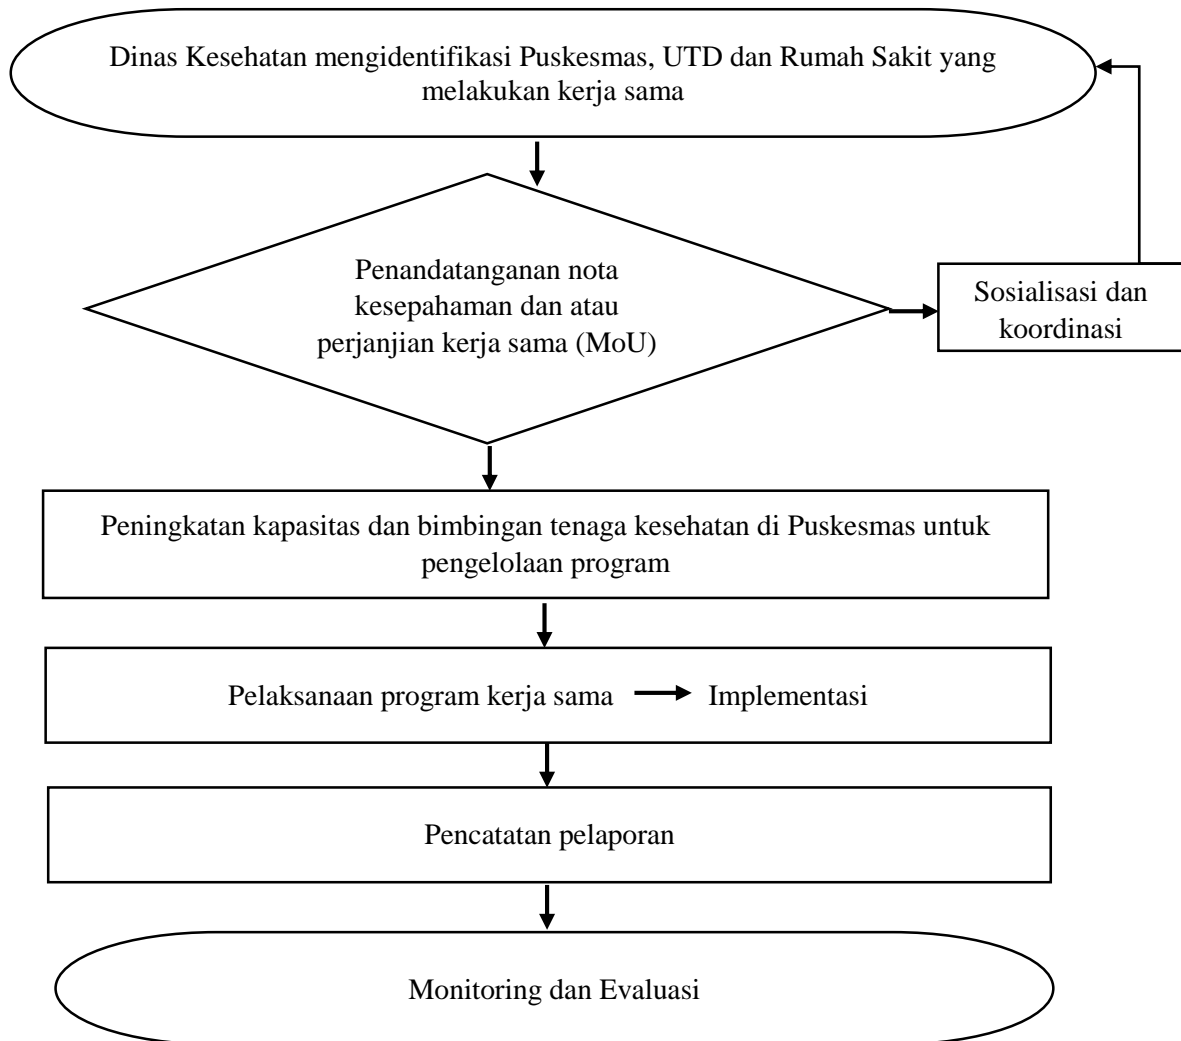 Dinas Kesehatan mengidentifikasi Puskesmas, UTD dan Rumah Sakit yang
melakukan kerja sama
Penandatanganan nota
kesepahaman dan atau
perjanjian kerja sama (MoU)
Sosialisasi dan
koordinasi
Peningkatan kapasitas dan bimbingan tenaga kesehatan di Puskesmas untuk
pengelolaan program
Pelaksanaan program kerja sama Implementasi
Pencatatan pelaporan
Monitoring dan Evaluasi